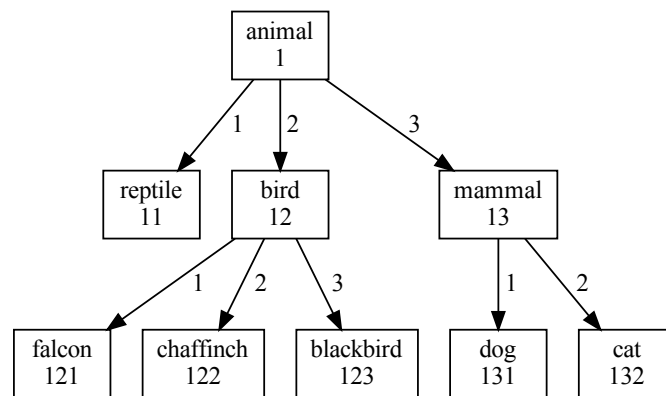 animal
1
1
2
3
reptile
11
bird
12
mammal
13
1
2
3
1
2
falcon
121
chaffinch
122
blackbird
123
dog
131
cat
132